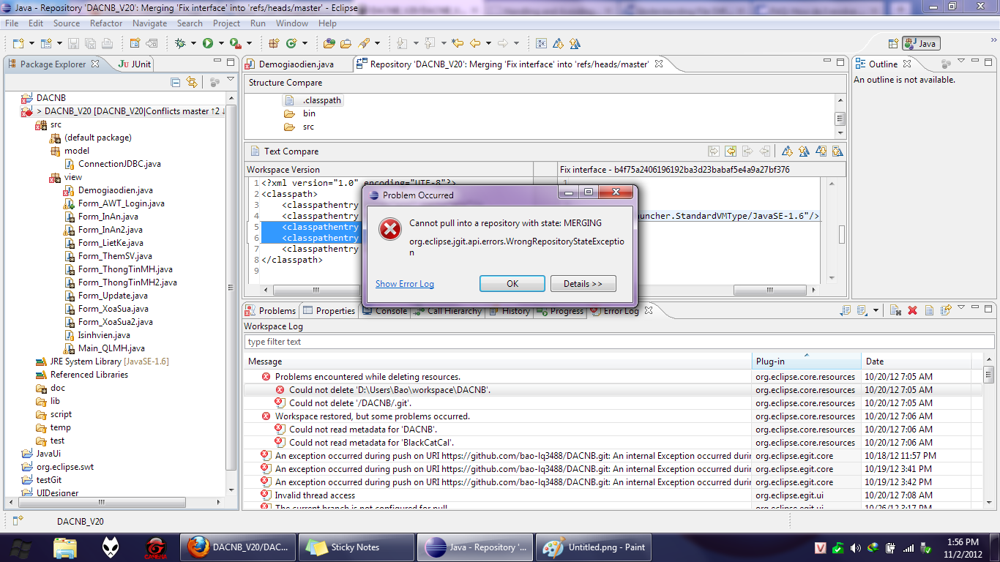 Java - Repository 'DACNB_V20': Merging 'Fix interface' into 'refs/heads/master' - Eclipse
File Edit Source Refactor Navigate Search Project Run Window Help
Java
Package Explorer
JUnit
DACNB
> DACNB_V20 [DACNB_V20|Conflicts master ↑2 ↓
src
(default package)
model
ConnectionJDBC.java
view
Demogiaodien.java
Form_AWT_Login.java
Form_InAn.java
Form_InAn2.java
Form_LietKe.java
Form_ThemSV.java
Form_ThongTinMH.java
Form_ThongTinMH2.java
Form_Update.java
Form_XoaSua.java
Form_XoaSua2.java
Isinhvien.java
Main_QLMH.java
JRE System Library [JavaSE-1.6]
Referenced Libraries
doc
lib
script
temp
test
JavaUi
org.eclipse.swt
testGit
UIDesigner
Demogiaodien.java
Repository 'DACNB_V20': Merging 'Fix interface' into 'refs/heads/master'
Structure Compare
.classpath
bin
src
Text Compare
Workspace Version
Fix interface - b4f75a2406196192ba3d23babaf5e4a9a27bf376
1 <?xml version="1.0" encoding="UTF-8"?>
2 <classpath>
3 <classpathentry
4 <classpathentry
5 <classpathentry
6 <classpathentry
7 <classpathentry
8 </classpath>
9
1
auncher.StandardVMType/JavaSE-1.6"/>
Problem Occurred
Cannot pull into a repository with state: MERGING
org.eclipse.jgit.api.errors.WrongRepositoryStateExceptio
n
Show Error Log
OK
Details >>
Outline
An outline is not available.
Problems
Properties
Console
Call Hierarchy
History
Progress
Error Log
Workspace Log
type filter text
Message Plug-in Date
Problems encountered while deleting resources. org.eclipse.core.resources 10/20/12 7:05 AM
Could not delete 'D:\Users\Bao\workspace\DACNB'. org.eclipse.core.resources 10/20/12 7:05 AM
Could not delete '/DACNB/.git'. org.eclipse.core.resources 10/20/12 7:05 AM
Workspace restored, but some problems occurred. org.eclipse.core.resources 10/20/12 7:06 AM
Could not read metadata for 'DACNB'. org.eclipse.core.resources 10/20/12 7:06 AM
Could not read metadata for 'BlackCatCal'. org.eclipse.core.resources 10/20/12 7:06 AM
An exception occurred during push on URI https://github.com/bao-lq3488/DACNB.git: An internal Exception occurred durin org.eclipse.egit.core 10/18/12 11:57 PM
An exception occurred during push on URI https://github.com/bao-lq3488/DACNB.git: An internal Exception occurred durin org.eclipse.egit.core 10/19/12 3:41 PM
An exception occurred during push on URI https://github.com/bao-lq3488/DACNB.git: An internal Exception occurred durin org.eclipse.egit.core 10/19/12 3:42 PM
Invalid thread access org.eclipse.egit.ui 10/20/12 7:08 AM
The current branch is not configured for pull org.eclipse.egit.ui 10/26/12 3:17 PM
DACNB_V20
DACNB_V20/DAC...
Sticky Notes
Java - Repository '...
Untitled.png - Paint
GARENA
1:56 PM
11/2/2012